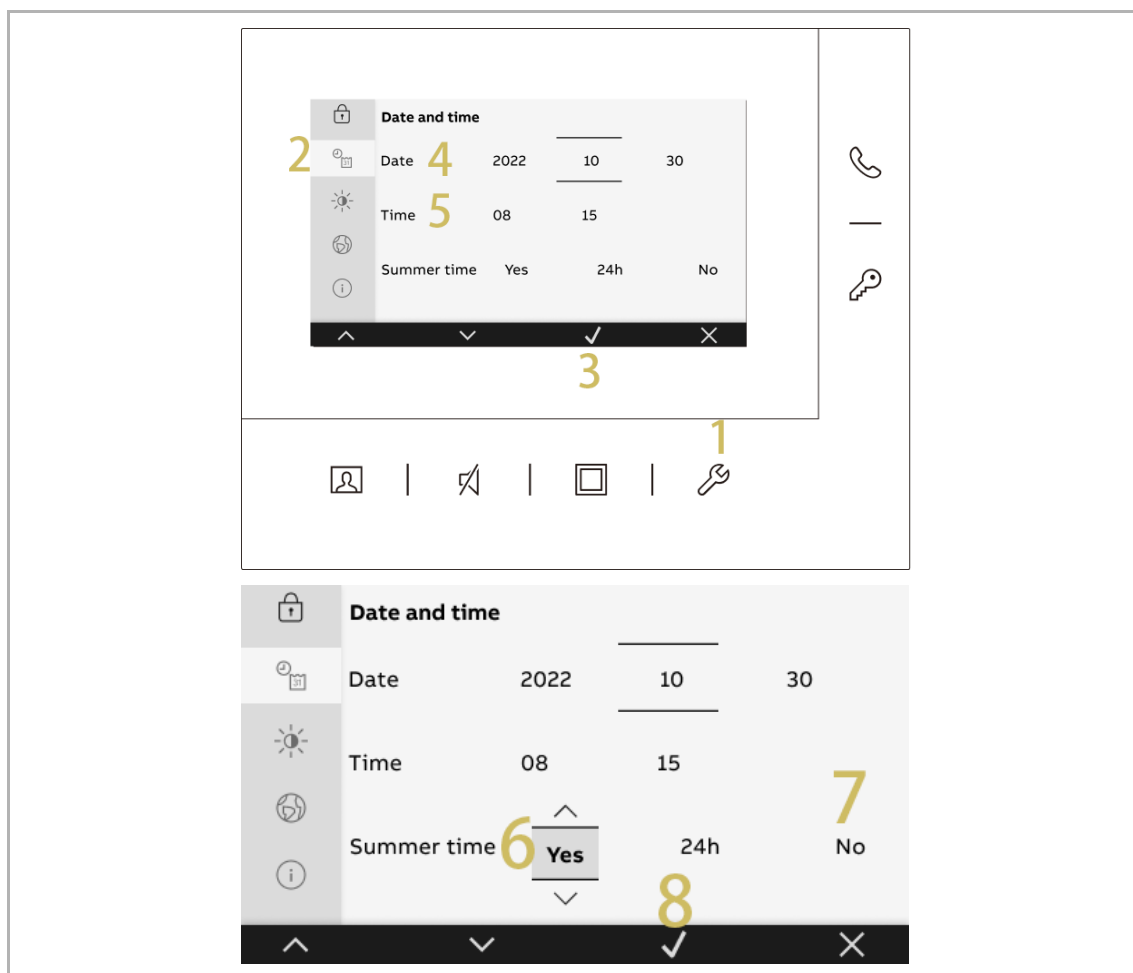 Date and time
2
Date 4 2022 10 30
Time 5 08 15
Summer time Yes 24h No
3
1
Date and time
Date 2022 10 30
Time 08 15 7
Summer time 6 Yes 24h No
8